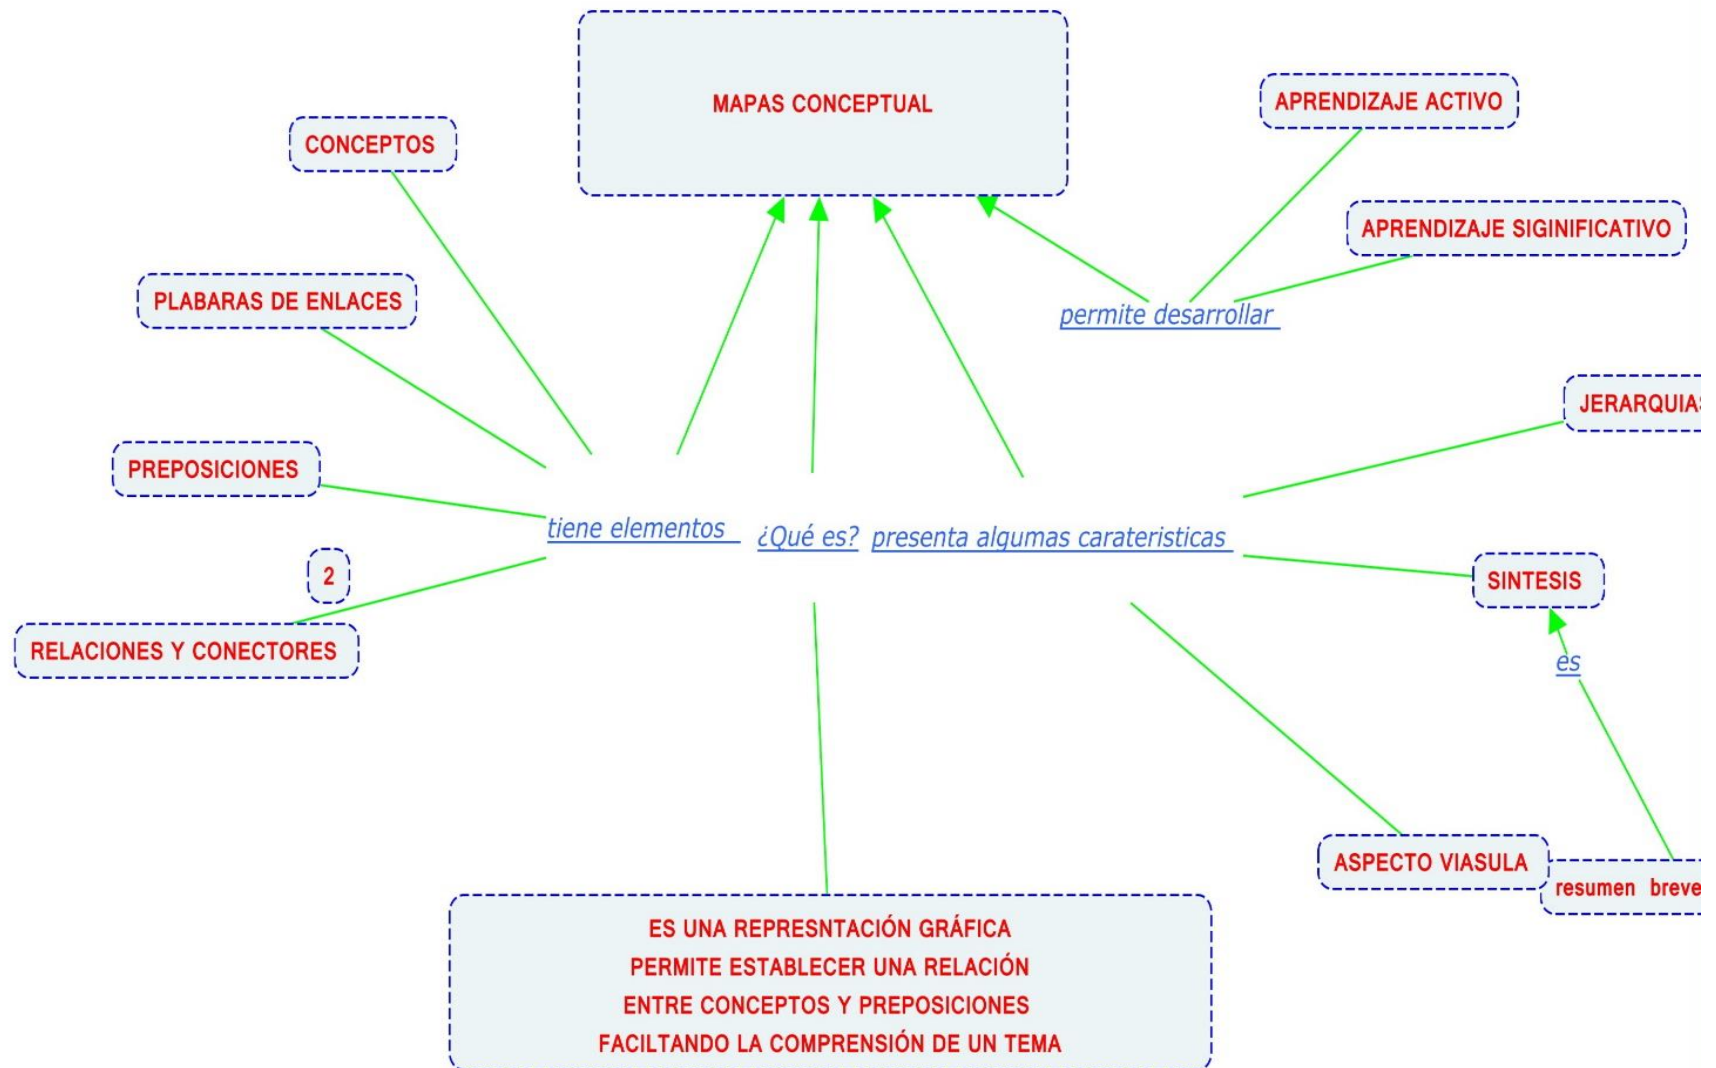 MAPAS CONCEPTUAL
APRENDIZAJE ACTIVO
CONCEPTOS
APRENDIZAJE SIGINIFICATIVO
PLABARAS DE ENLACES
permite desarrollar
JERARQUIAS
PREPOSICIONES
tiene elementos
¿Qué es?
presenta algumas carateristicas
2
SINTESIS
RELACIONES Y CONECTORES
es
ASPECTO VIASULA
resumen breve
ES UNA REPRESNTACIÓN GRÁFICA
PERMITE ESTABLECER UNA RELACIÓN
ENTRE CONCEPTOS Y PREPOSICIONES
FACILTANDO LA COMPRENSIÓN DE UN TEMA